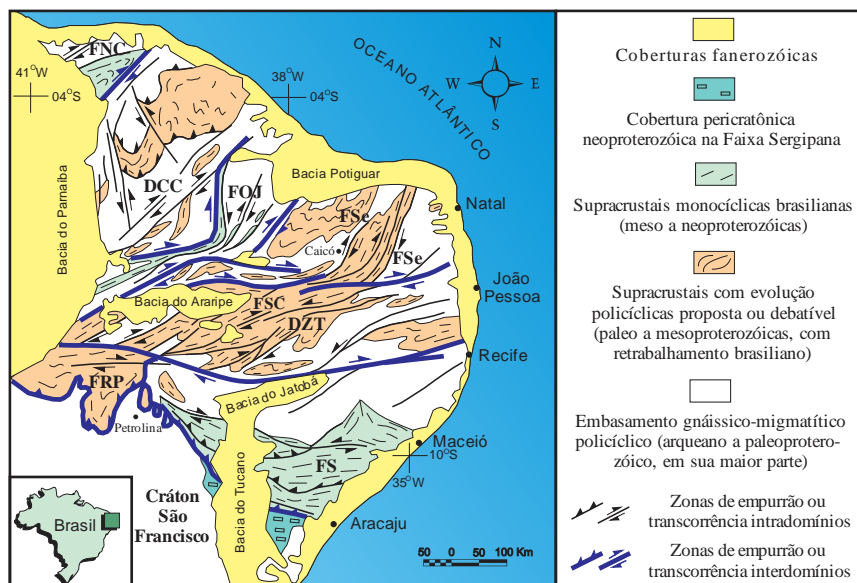 FNC
41°W
04°S
38°W
04°S
OCEANO ATLÂNTICO
N
W
E
S
Bacia do Parnaiba
DCC
FOJ
Bacia Potiguar
Natal
FSe
Caicó
FSe
João
Pessoa
Bacia do Araripe
FSC
DZT
Recife
FRP
Bacia do Jatobá
Petrolina
Maceió
10°S
35°W
FS
Bacia do Tucano
Cráton
São
Francisco
Aracaju
Brasil
50 0 50 100 Km
Coberturas fanerozóicas
Cobertura pericratônica
neoproterozóica na Faixa Sergipana
Supracrustais monocíclicas brasilianas
(meso a neoproterozóicas)
Supracrustais com evolução
policíclicas proposta ou debatível
(paleo a mesoproterozóicas, com
retrabalhamento brasiliano)
Embasamento gnáissico-migmatítico
policíclico (arqueano a paleoprotero-
zóico, em sua maior parte)
Zonas de empurrão ou
transcorrência intradomínios
Zonas de empurrão ou
transcorrência interdomínios